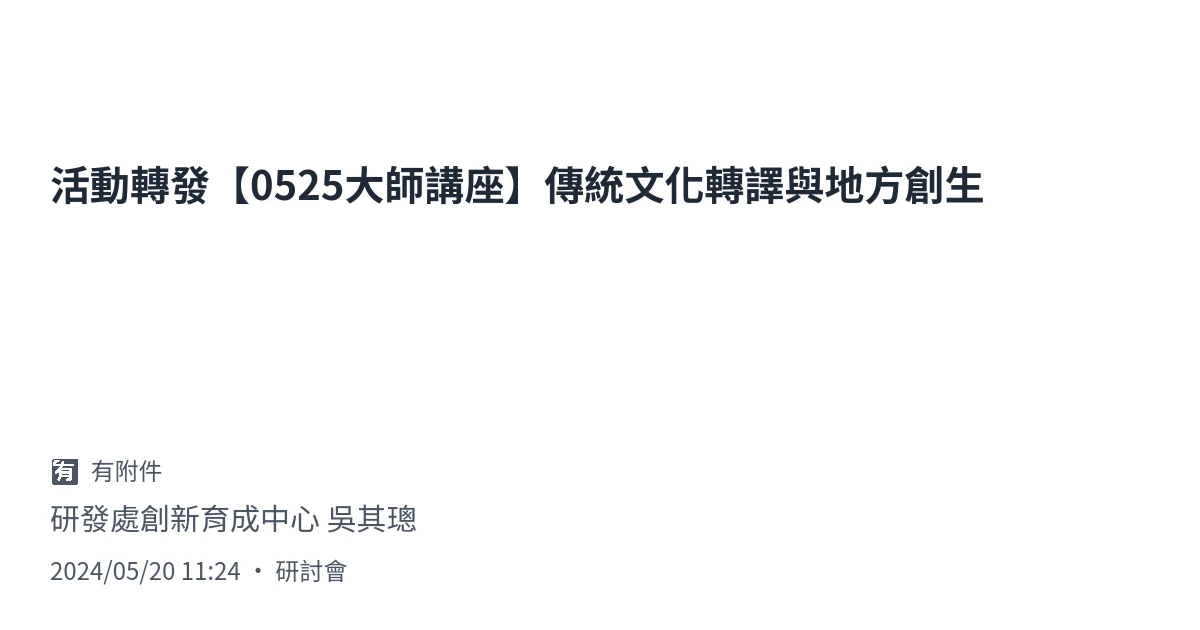 活動轉發【0525大師講座】傳統文化轉譯與地方創生
有 有附件
研發處創新育成中心 吳其璁
2024/05/20 11:24 • 研討會